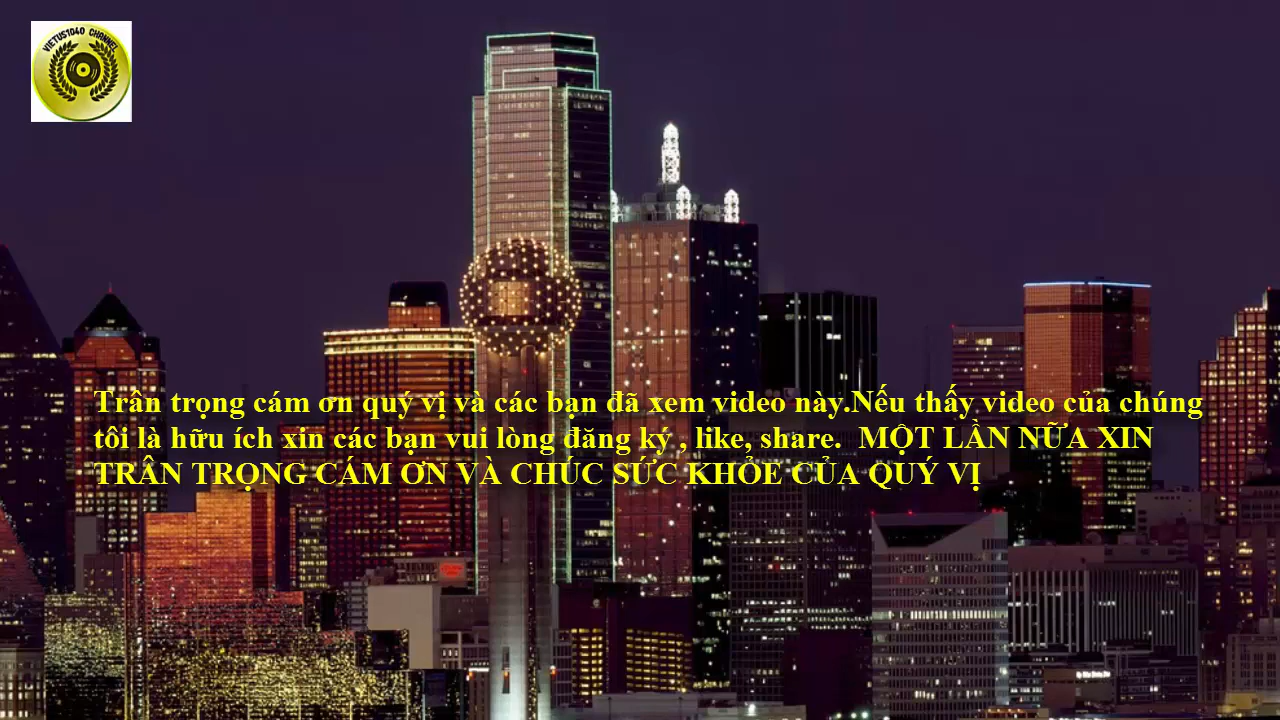 VIETUS1040 CHANNEL
Trân trọng cám ơn quý vị và các bạn đã xem video này.Nếu thấy video của chúng
tôi là hữu ích xin các bạn vui lòng đăng ký , like, share.  MỘT LẦN NỮA XIN
TRÂN TRỌNG CÁM ƠN VÀ CHÚC SỨC KHỎE CỦA QUÝ VỊ